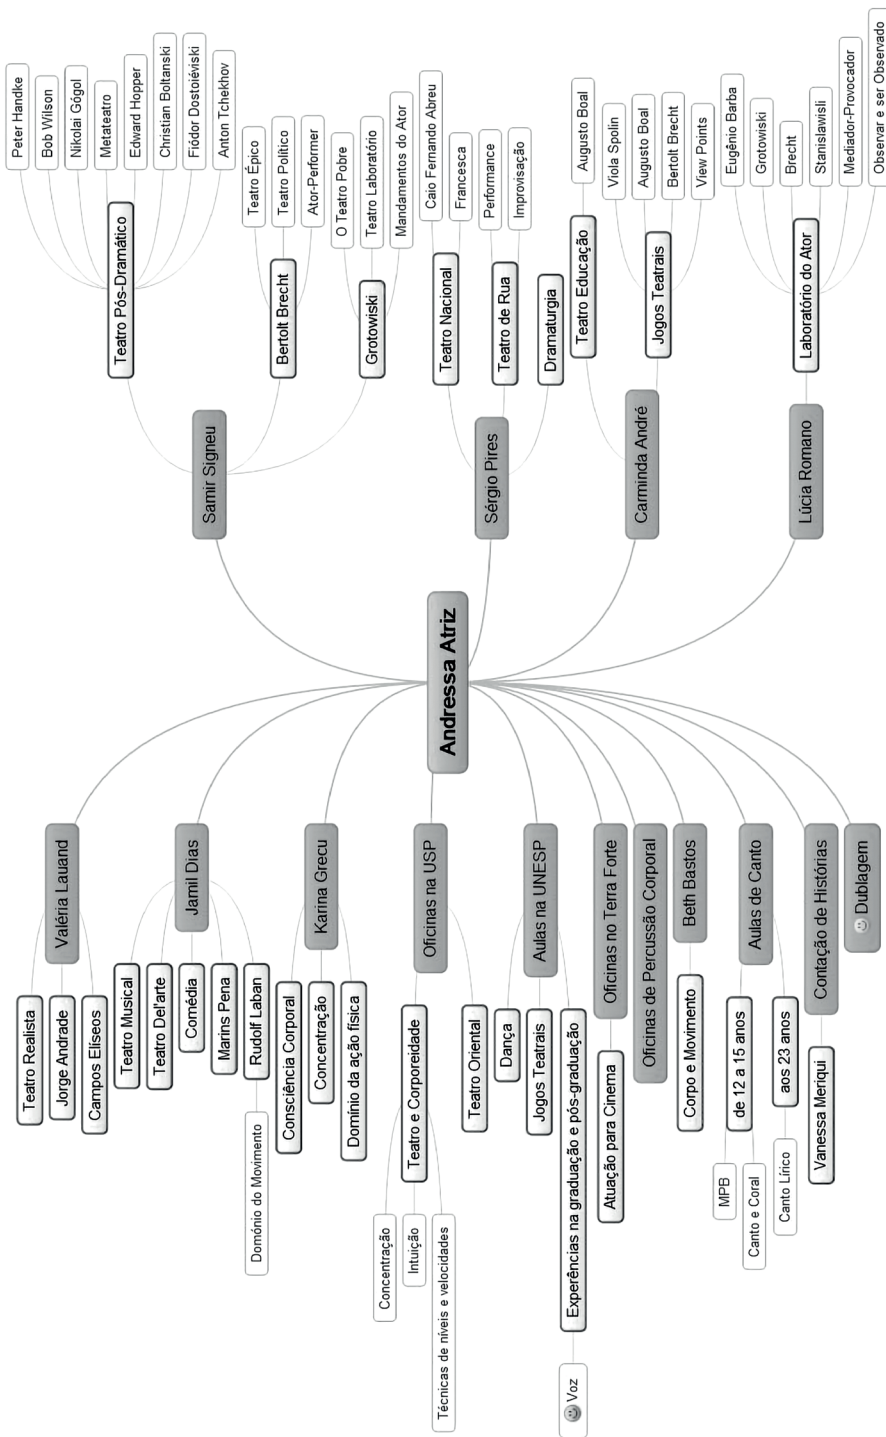 Andressa Atriz
Valéria Lauand
Teatro Realista
Jorge Andrade
Campos Elíseos
Jamil Dias
Teatro Musical
Teatro Del'arte
Comédia
Marins Pena
Rudolf Laban
Domónio do Movimento
Karina Grecu
Consciência Corporal
Concentração
Domínio da ação física
Oficinas na USP
Teatro e Corporeidade
Concentração
Intuição
Técnicas de níveis e velocidades
Teatro Oriental
Aulas na UNESP
Dança
Jogos Teatrais
Experências na graduação e pós-graduação
Voz
Oficinas no Terra Forte
Atuação para Cinema
Oficinas de Percussão Corporal
Beth Bastos
Corpo e Movimento
Aulas de Canto
de 12 a 15 anos
MPB
Canto e Coral
aos 23 anos
Canto Lírico
Contação de Histórias
Vanessa Meriqui
Dublagem
Samir Signeu
Teatro Pós-Dramático
Peter Handke
Bob Wilson
Nikolai Gógol
Metateatro
Edward Hopper
Christian Boltanski
Fiódor Dostoiéviski
Anton Tchekhov
Bertolt Brecht
Teatro Épico
Teatro Político
Ator-Performer
Grotowiski
O Teatro Pobre
Teatro Laboratório
Mandamentos do Ator
Sérgio Pires
Teatro Nacional
Caio Fernando Abreu
Francesca
Teatro de Rua
Performance
Improvisação
Dramaturgia
Carminda André
Teatro Educação
Augusto Boal
Jogos Teatrais
Viola Spolin
Augusto Boal
Bertolt Brecht
View Points
Lúcia Romano
Laboratório do Ator
Eugênio Barba
Grotowiski
Brecht
Stanislawisli
Mediador-Provocador
Observar e ser Observado